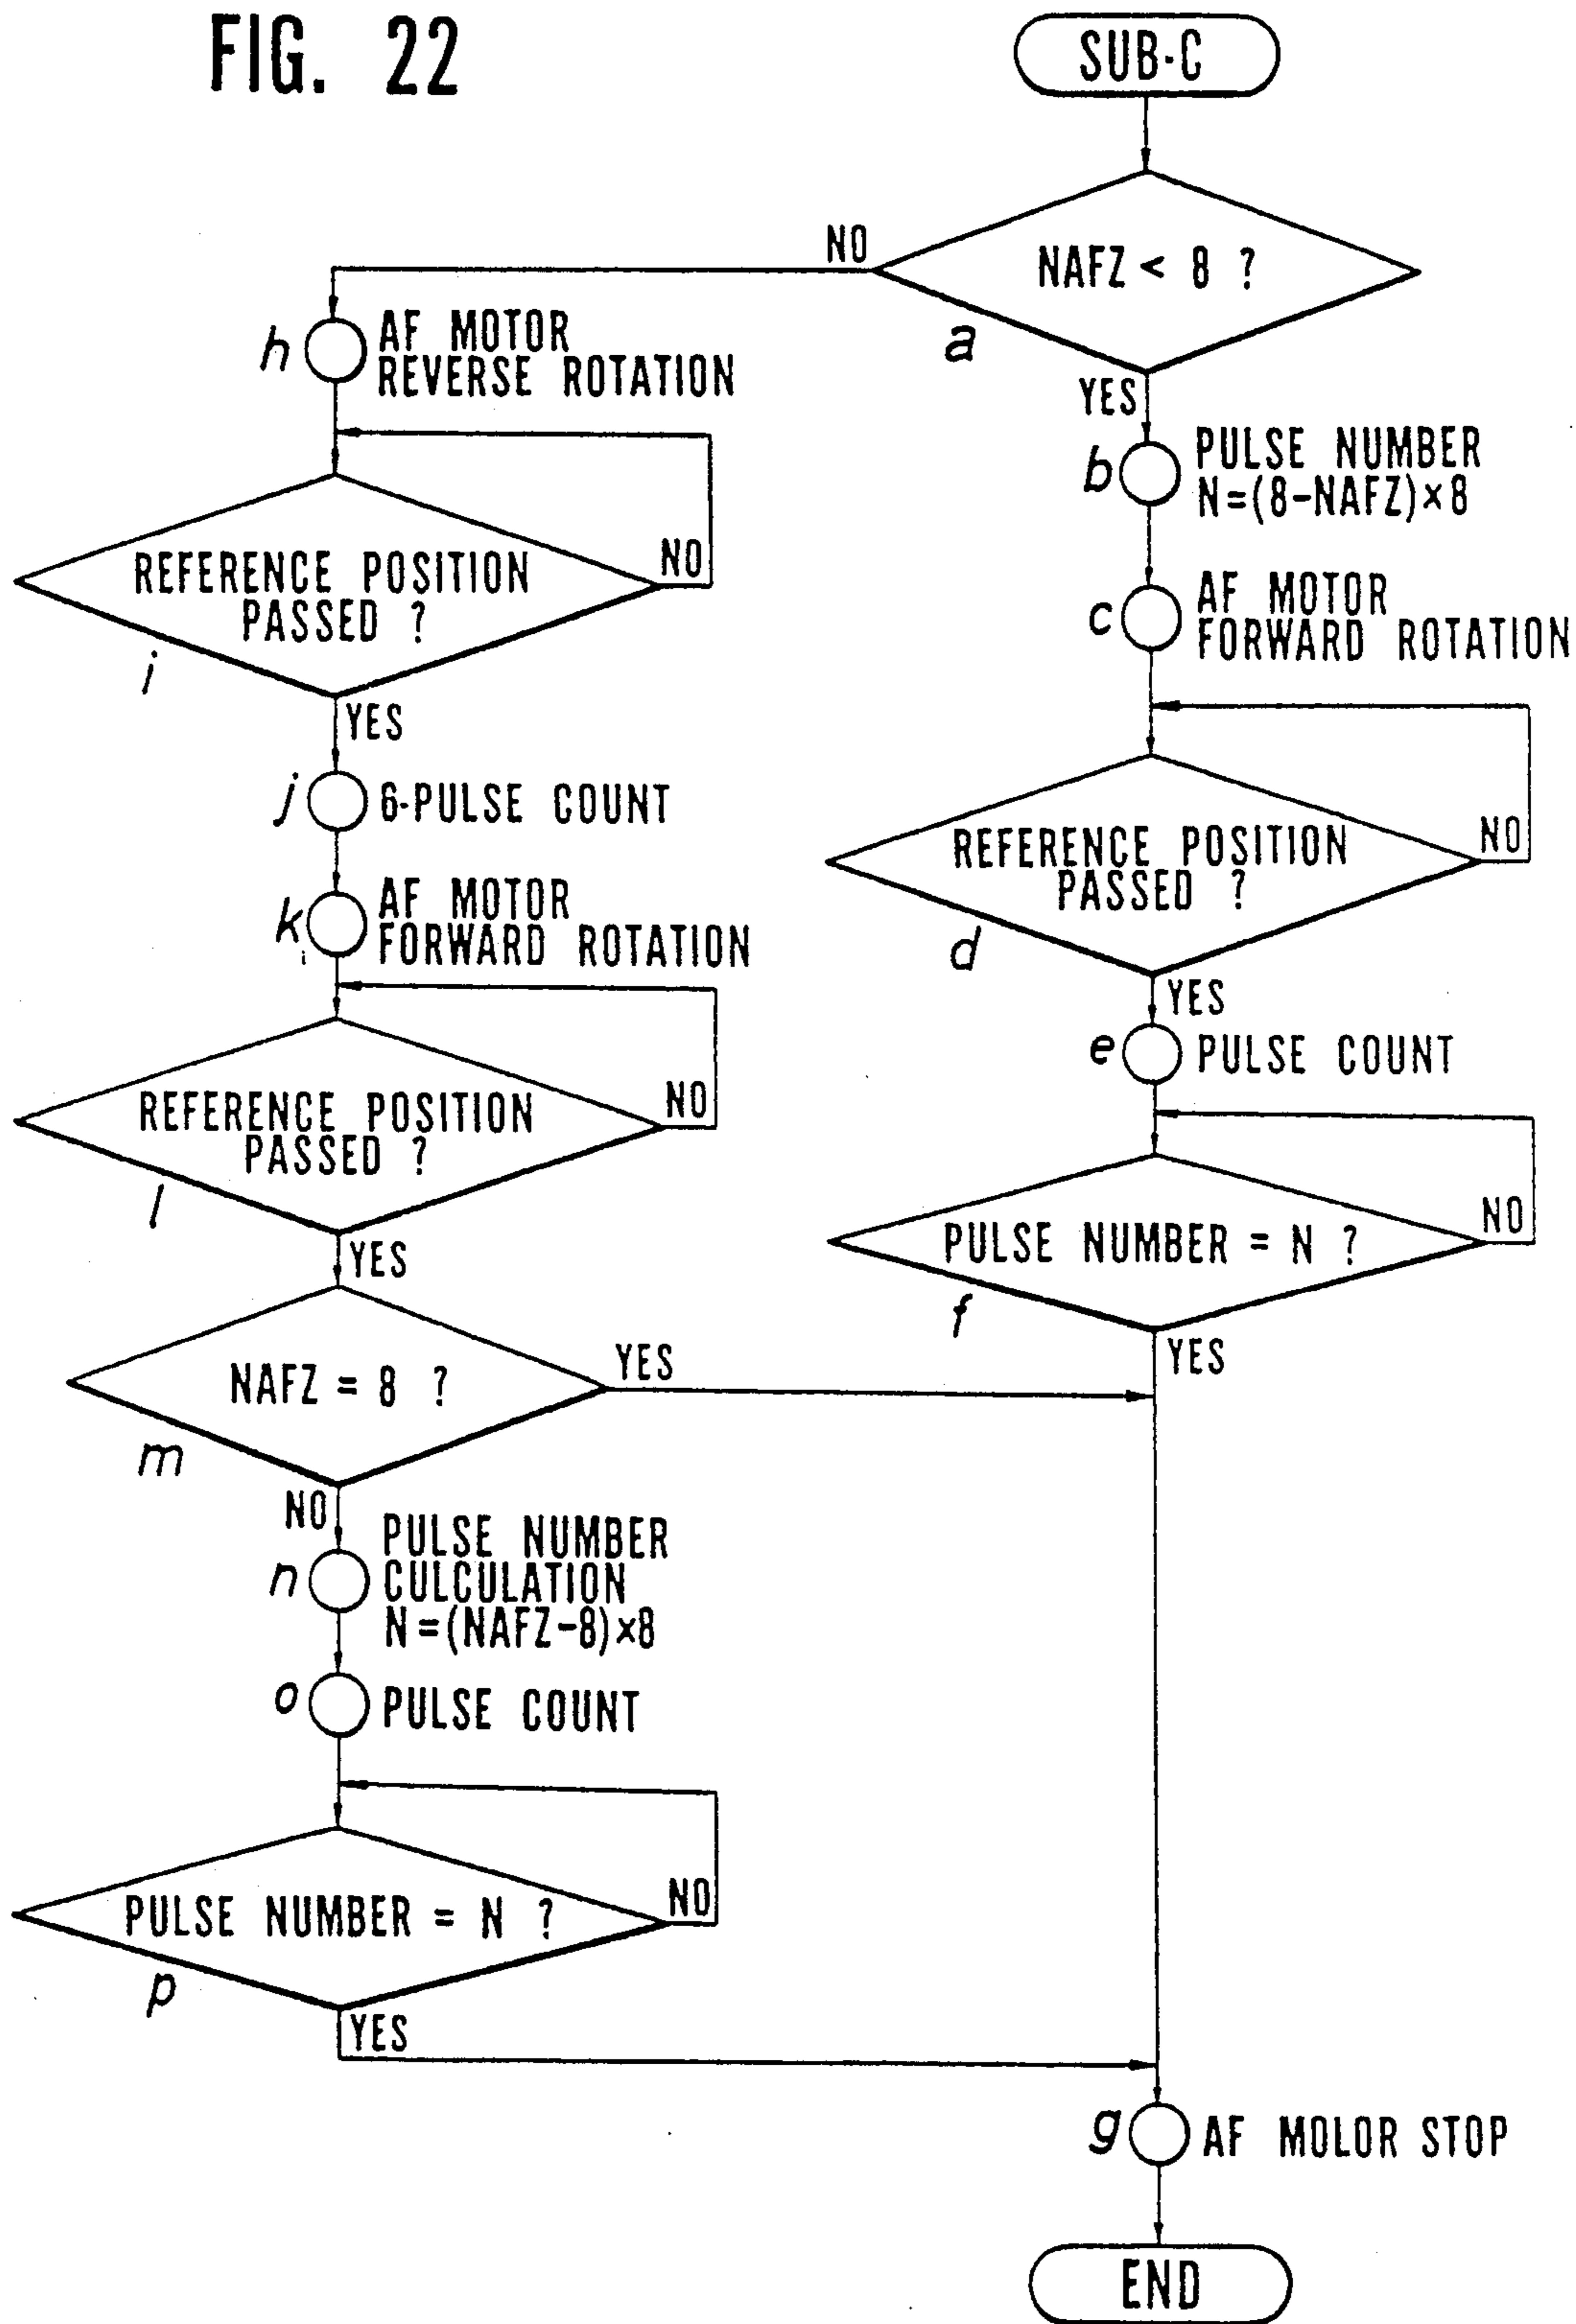 FIG. 22
SUB-C
NAFZ < 8 ?
a
NO
YES
b
PULSE NUMBER
N=(8-NAFZ)×8
c
AF MOTOR
FORWARD ROTATION
REFERENCE POSITION
PASSED ?
d
NO
YES
e
PULSE COUNT
PULSE NUMBER = N ?
f
NO
YES
h
AF MOTOR
REVERSE ROTATION
REFERENCE POSITION
PASSED ?
i
NO
YES
j
6-PULSE COUNT
k
AF MOTOR
FORWARD ROTATION
REFERENCE POSITION
PASSED ?
l
NO
YES
NAFZ = 8 ?
m
YES
NO
n
PULSE NUMBER
CULCULATION
N=(NAFZ-8)×8
o
PULSE COUNT
PULSE NUMBER = N ?
p
NO
YES
g
AF MOLOR STOP
END